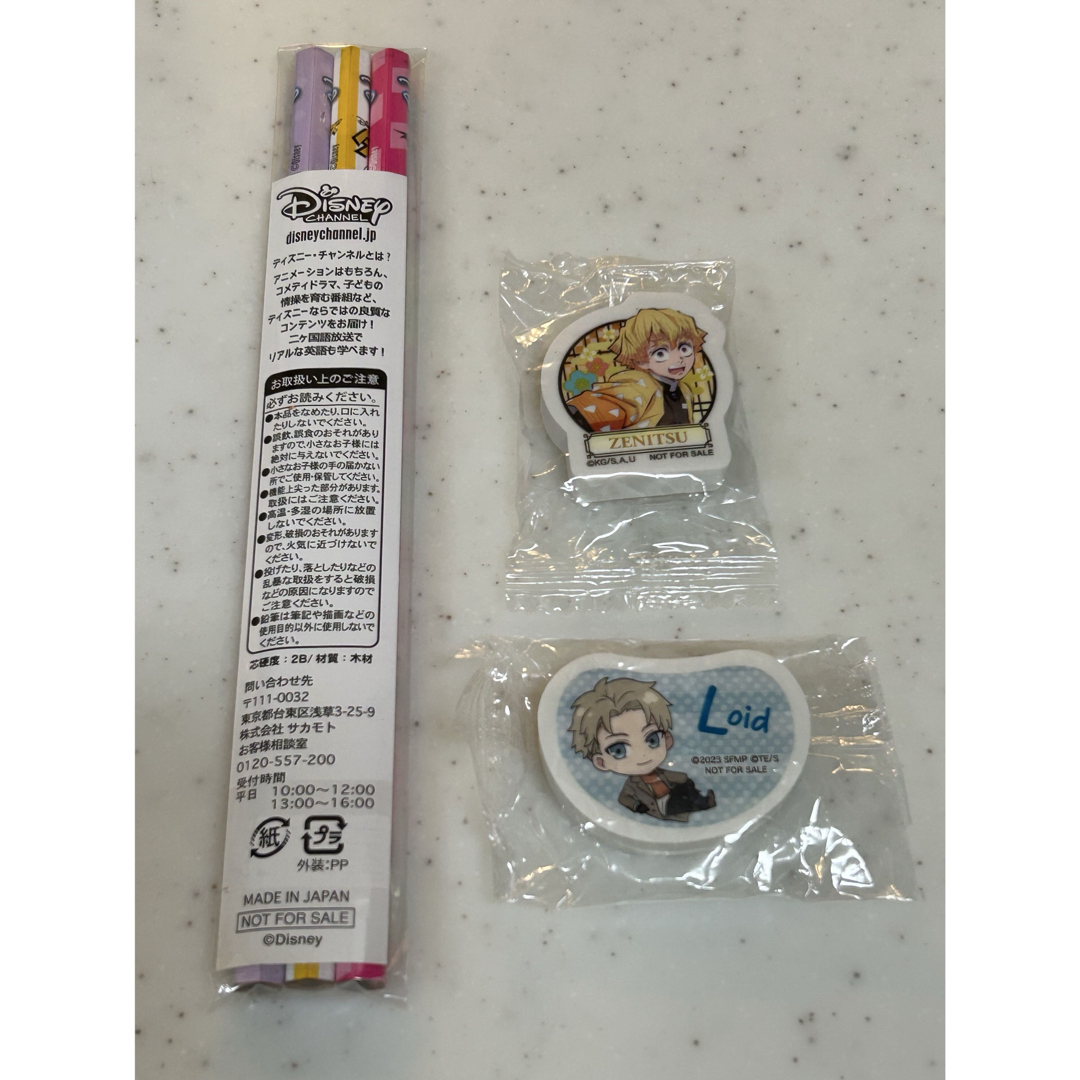 ©Disney
©Disney
DISNEY
CHANNEL
disneychannel.jp
ディズニー・チャンネルとは?
アニメーションはもちろん、
コメディドラマ、子どもの
情操を育む番組など、
ディズニーならではの良質な
コンテンツをお届け!
二ヶ国語放送で
リアルな英語も学べます!
お取扱い上のご注意
必ずお読みください。
●本品をなめたり、口に入れ
たりしないでください。
●誤飲、誤食のおそれがあり
ますので、小さなお子様には
絶対に与えないでください。
●小さなお子様の手の届かない
所でご使用・保管してください。
●機能上尖った部分があります。
取扱にはご注意ください。
●高温・多湿の場所に放置
しないでください。
●変形、破損のおそれがあります
ので、火気に近づけないで
ください。
●投げたり、落としたりなどの
乱暴な取扱をすると破損
などの原因になりますので
ご注意ください。
●鉛筆は筆記や描画などの
使用目的以外に使用しないで
ください。
芯硬度:2B/材質:木材
問い合わせ先
〒111-0032
東京都台東区浅草3-25-9
株式会社 サカモト
お客様相談室
0120-557-200
受付時間
平日 10:00~12:00
13:00~16:00
紙 プラ
外装:PP
MADE IN JAPAN
NOT FOR SALE
©Disney
ZENITSU
©KG/S,A,U NOT FOR SALE
Loid
©2023 SFMP ©TE/S
NOT FOR SALE